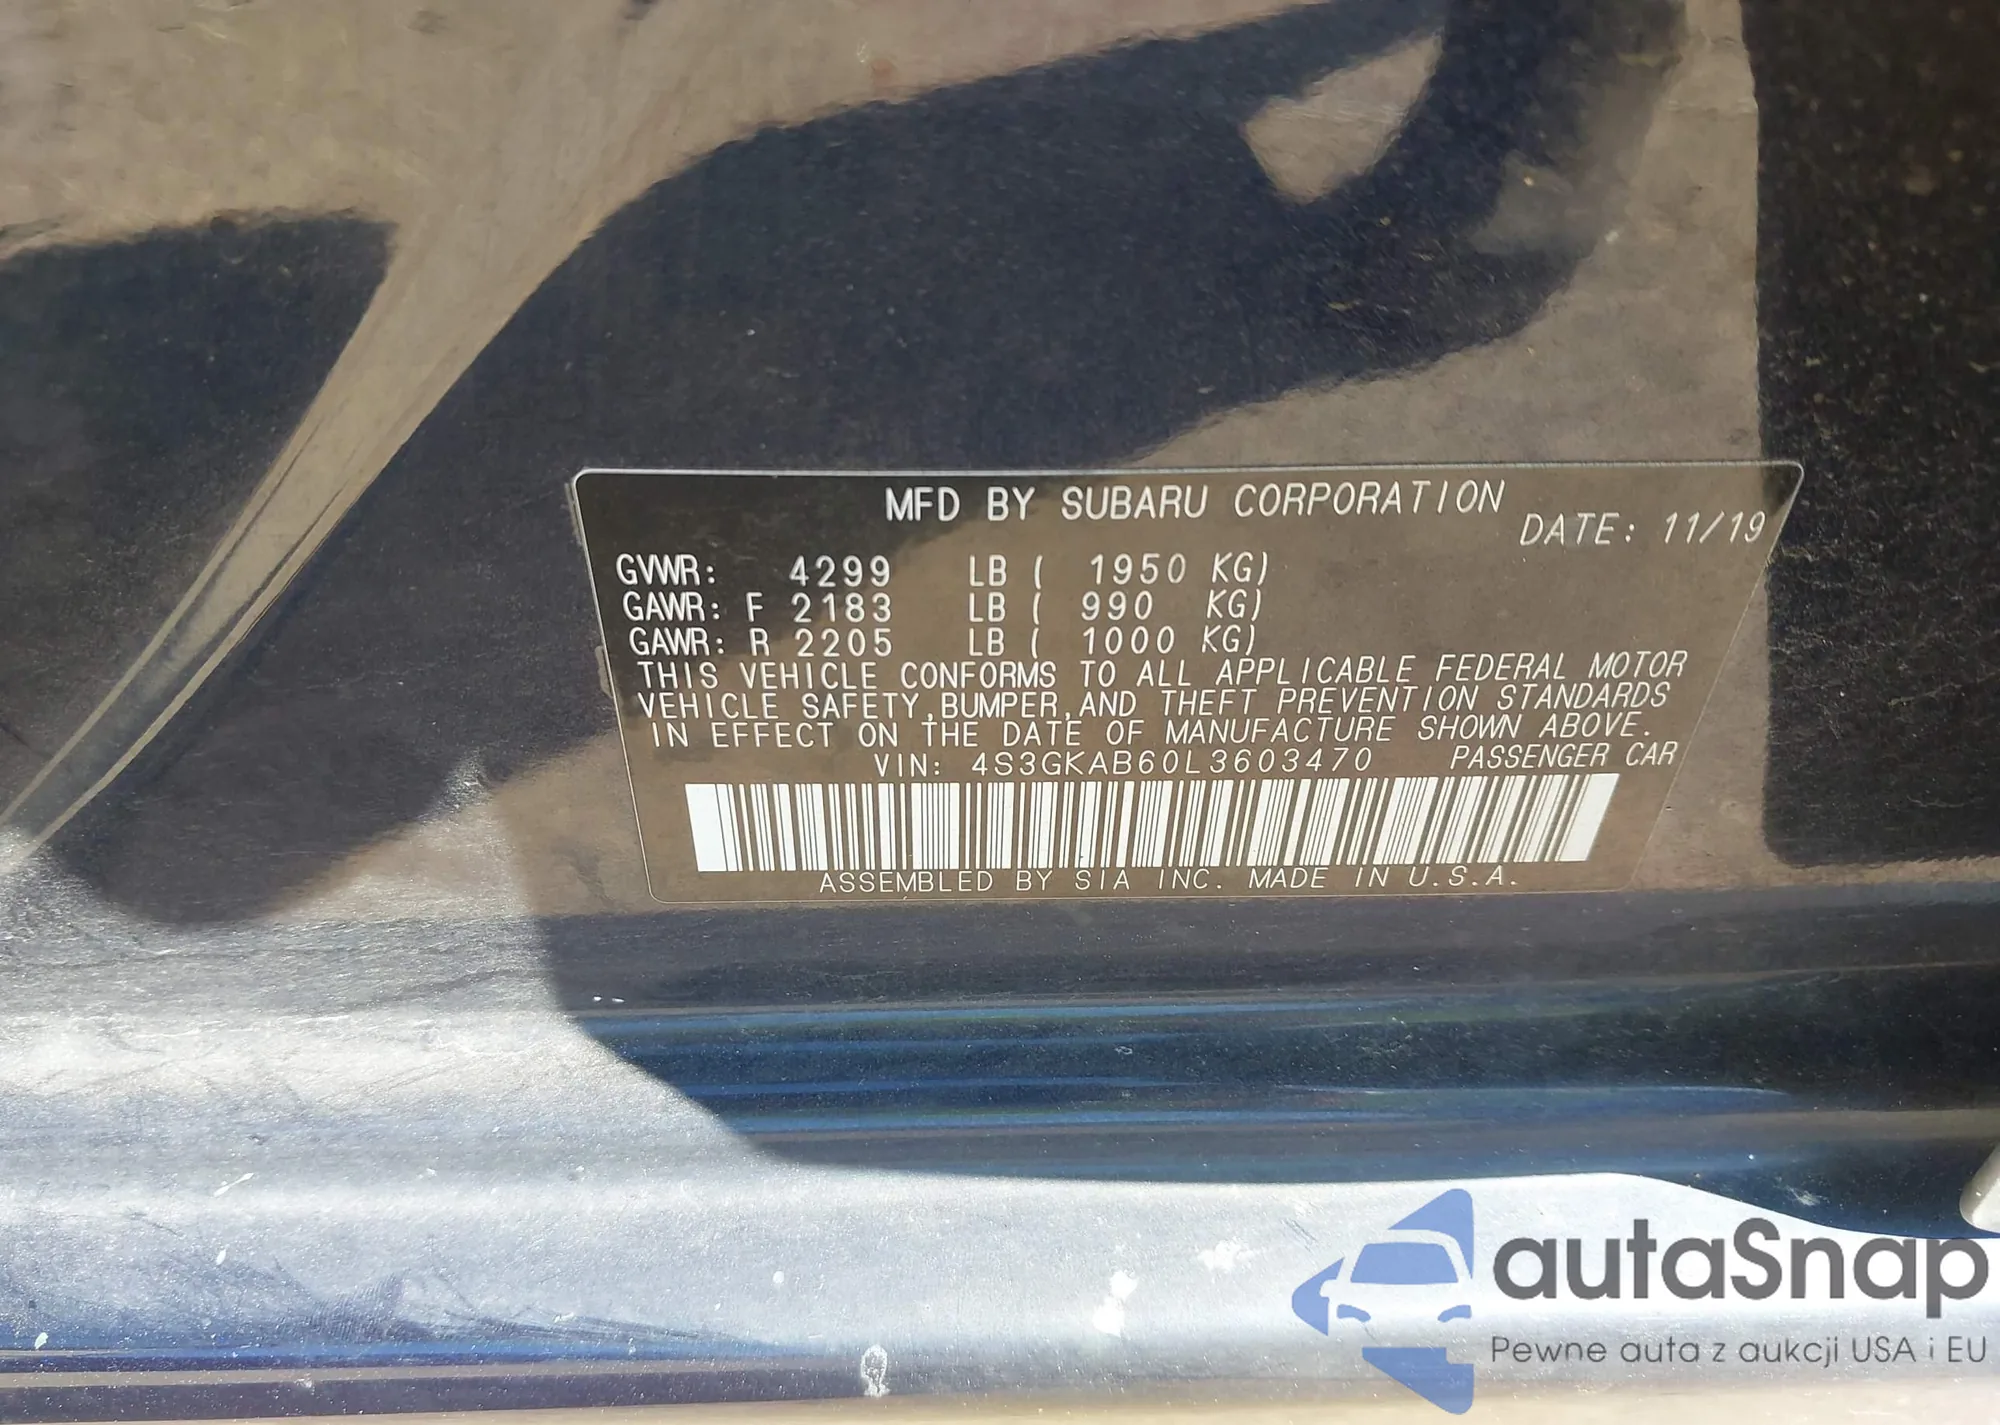 MFD BY SUBARU CORPORATION
DATE: 11/19
GVWR: 4299 LB ( 1950 KG)
GAWR: F 2183 LB ( 990 KG)
GAWR: R 2205 LB ( 1000 KG)
THIS VEHICLE CONFORMS TO ALL APPLICABLE FEDERAL MOTOR
VEHICLE SAFETY,BUMPER,AND THEFT PREVENTION STANDARDS
IN EFFECT ON THE DATE OF MANUFACTURE SHOWN ABOVE.
VIN: 4S3GKAB60L3603470 PASSENGER CAR
ASSEMBLED BY SIA INC. MADE IN U.S.A.
autaSnap
Pewne auta z aukcji USA i EU